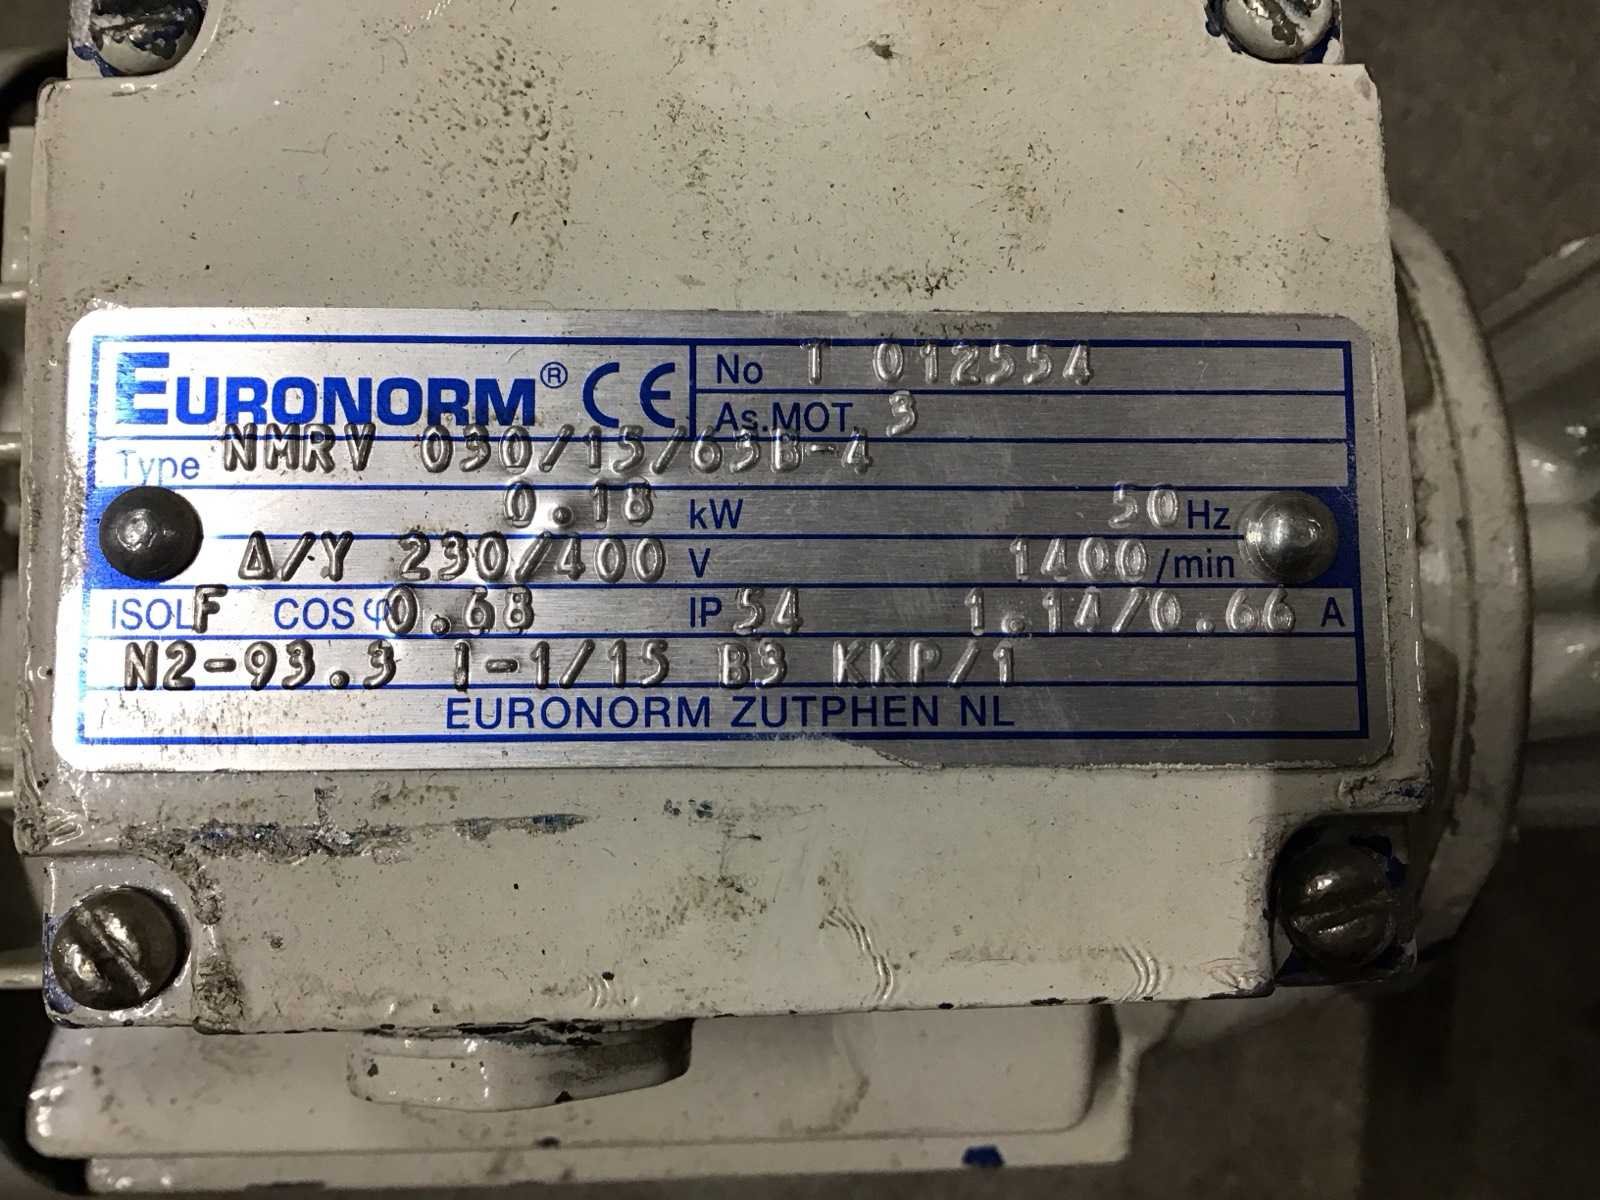 EURONORM® CE
No T 012554
As.MOT. 3
Type NMRV 030/15/63B-4
0.18 kW 50 Hz
Δ/Y 230/400 V 1400 /min
ISOL F COS φ 0.68 IP 54 1.14/0.66 A
N2-93.3 I-1/15 B3 KKP/1
EURONORM ZUTPHEN NL